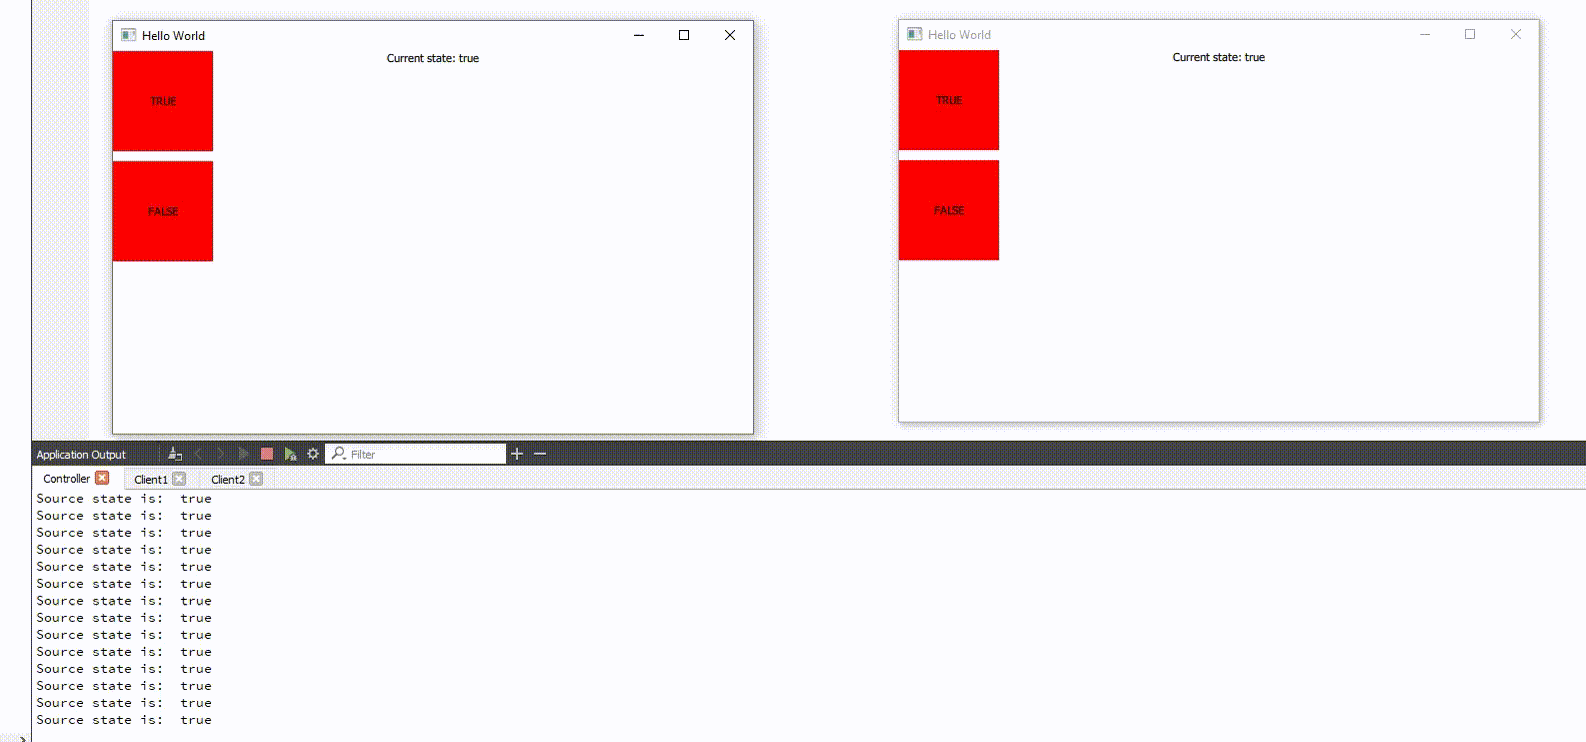 Hello World
Current state: true
TRUE
FALSE
Hello World
Current state: true
TRUE
FALSE
Application Output
Filter
Controller
Client1
Client2
Source state is:  true
Source state is:  true
Source state is:  true
Source state is:  true
Source state is:  true
Source state is:  true
Source state is:  true
Source state is:  true
Source state is:  true
Source state is:  true
Source state is:  true
Source state is:  true
Source state is:  true
Source state is:  true